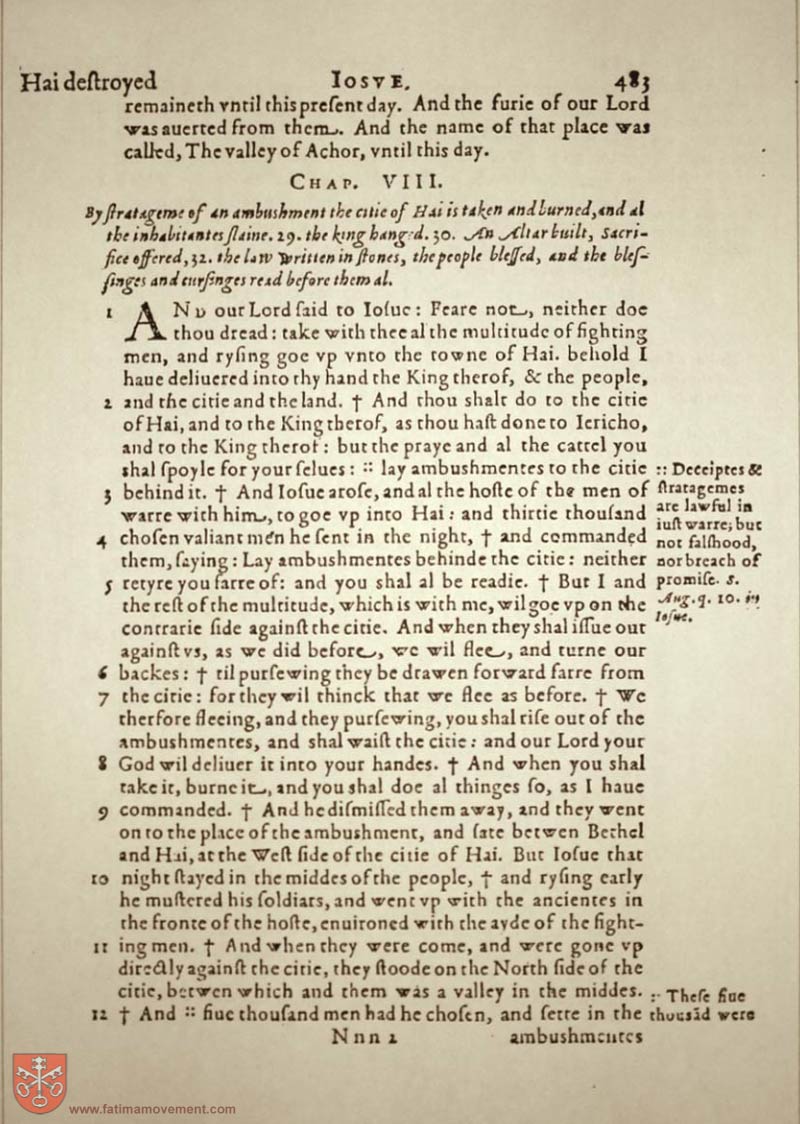 Hai deſtroyed IOSVE. 483
remaineth vntil this preſent day. And the furie of our Lord
was auerted from them. And the name of that place was
called, The valley of Achor, vntil this day.
CHAP. VIII.
By ſtratageme of an ambushment the citie of Hai is taken and burned, and al
the inhabitantes ſlaine. 29. the king hanged. 30. An Altar built, Sacri-
fice offered, 32. the law written in ſtones, the people bleſſed, and the bleſ-
ſinges and curſinges read before them al.
1 AND our Lord ſaid to Ioſue: Feare not, neither doe
thou dread: take with thee al the multitude of fighting
men, and ryſing goe vp vnto the towne of Hai. behold I
haue deliuered into thy hand the King therof, & the people,
2 and the citie and the land. † And thou shalt do to the citie
of Hai, and to the King therof, as thou haſt done to Iericho,
and to the King therof: but the praye and al the cattel you
shal ſpoyle for your ſelues: :: lay ambushmentes to the citie
:: Deceiptes &
ſtratagemes
are lawful in
iuſt warre; but
not falſhood,
nor breach of
promiſe. S.
Aug. q. 10. in
Ioſue.
3 behind it. † And Ioſue aroſe, and al the hoſte of the men of
warre with him, to goe vp into Hai: and thirtie thouſand
4 choſen valiant men he ſent in the night, † and commanded
them, ſaying: Lay ambushmentes behinde the citie: neither
5 retyre you farre of: and you shal al be readie. † But I and
the reſt of the multitude, which is with me, wil goe vp on the
contrarie ſide againſt the citie. And when they shal iſſue out
againſt vs, as we did before, we wil flee, and turne our
6 backes: † til purſewing they be drawen forward farre from
7 the citie: for they wil thinck that we flee as before. † We
therfore fleeing, and they purſewing, you shal riſe out of the
ambushmentes, and shal waiſt the citie: and our Lord your
8 God wil deliuer it into your handes. † And when you shal
take it, burne it, and you shal doe al thinges ſo, as I haue
9 commanded. † And he diſmiſſed them away, and they went
on to the place of the ambushment, and ſate betwen Bethel
and Hai, at the Weſt ſide of the citie of Hai. But Ioſue that
10 night ſtayed in the middes of the people, † and ryſing early
he muſtered his ſoldiars, and went vp with the ancientes in
the fronte of the hoſte, enuironed with the ayde of the fight-
11 ing men. † And when they were come, and were gone vp
directly againſt the citie, they ſtoode on the North ſide of the
citie, betwen which and them was a valley in the middes.
12 † And :: fiue thouſand men had he choſen, and ſette in the
:: Theſe fiue
thouſād were
Nnn 2 ambushmentes
www.fatimamovement.com